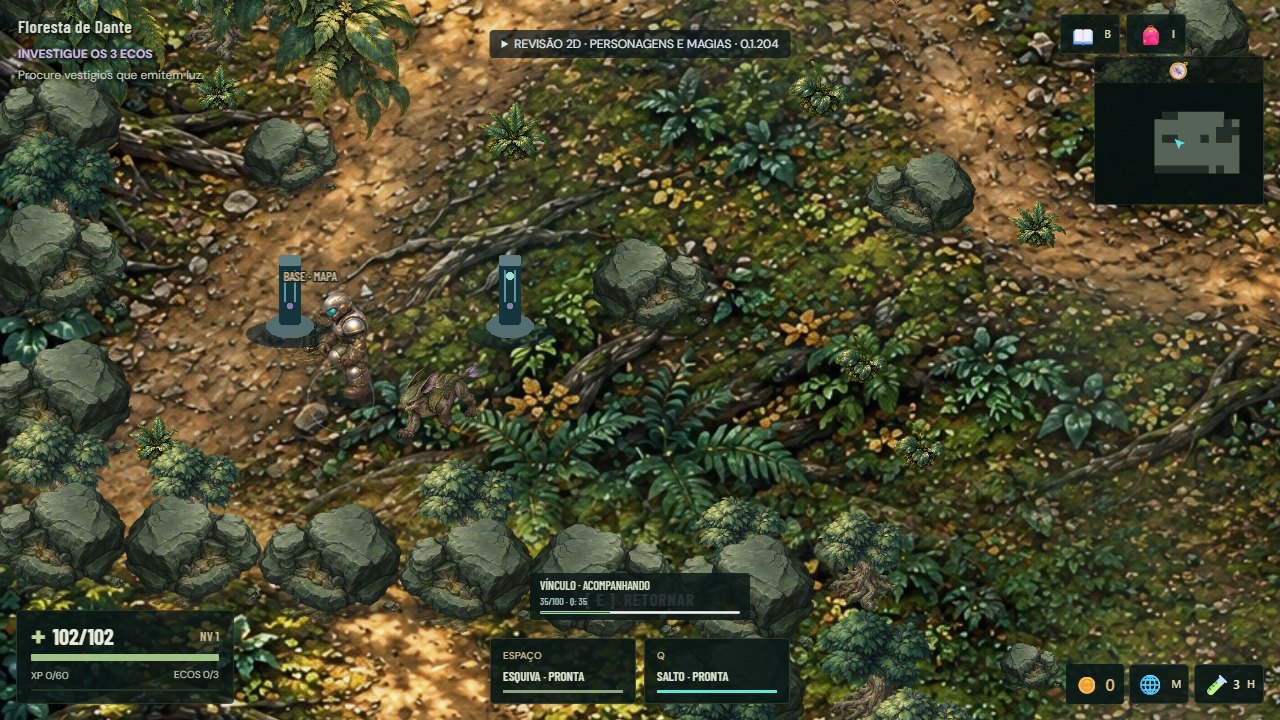 Floresta de Dante
INVESTIGUE OS 3 ECOS
Procure vestígios que emitem luz.
▶ REVISÃO 2D · PERSONAGENS E MAGIAS · 0.1.204
B
I
BASE · MAPA
VÍNCULO · ACOMPANHANDO
35/100 · Q: 35
[ E ] RETORNAR
102/102
NV 1
XP 0/60
ECOS 0/3
ESPAÇO
ESQUIVA · PRONTA
Q
SALTO · PRONTA
0
M
3 H